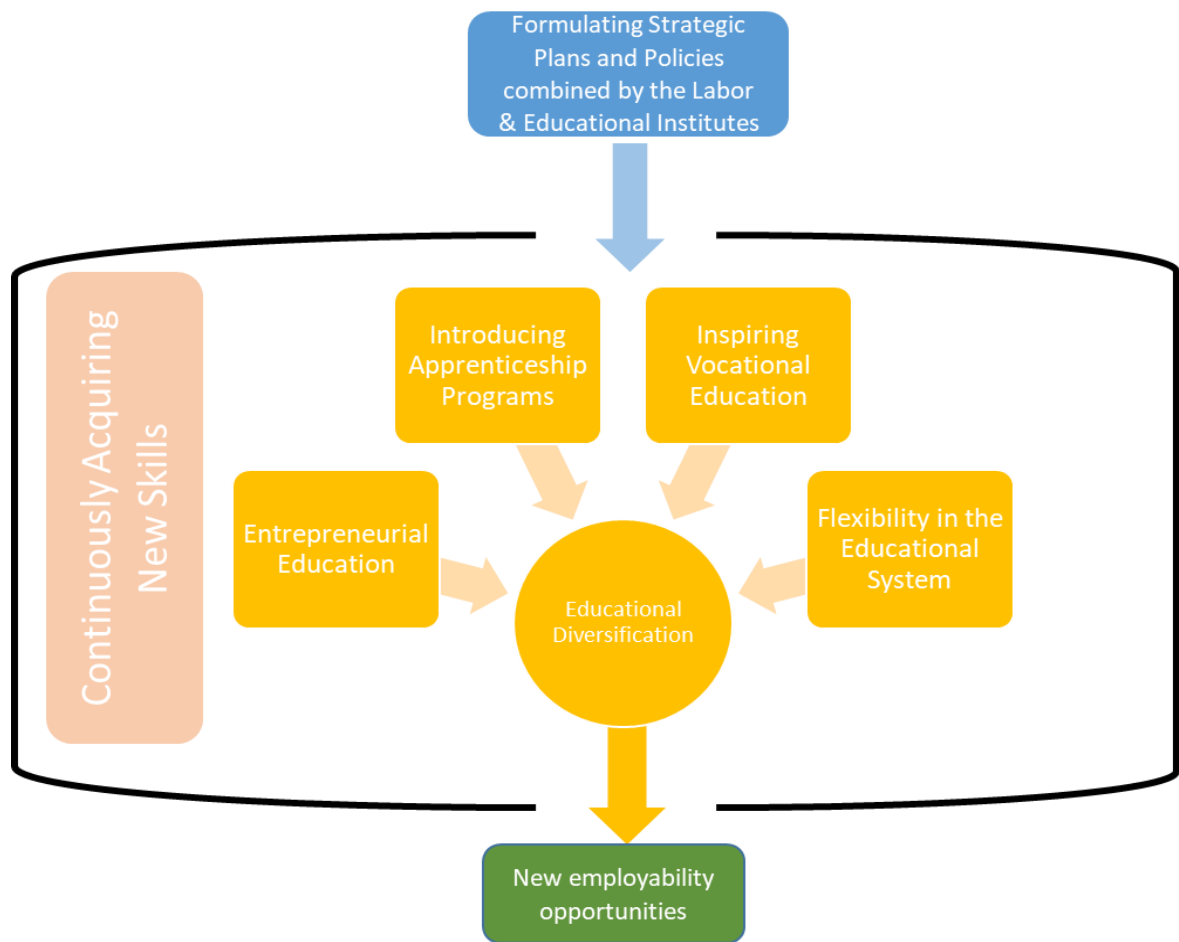 Formulating Strategic
Plans and Policies
combined by the Labor
& Educational Institutes
Continuously Acquiring
New Skills
Introducing
Apprenticeship
Programs
Inspiring
Vocational
Education
Entrepreneurial
Education
Flexibility in the
Educational
System
Educational
Diversification
New employability
opportunities